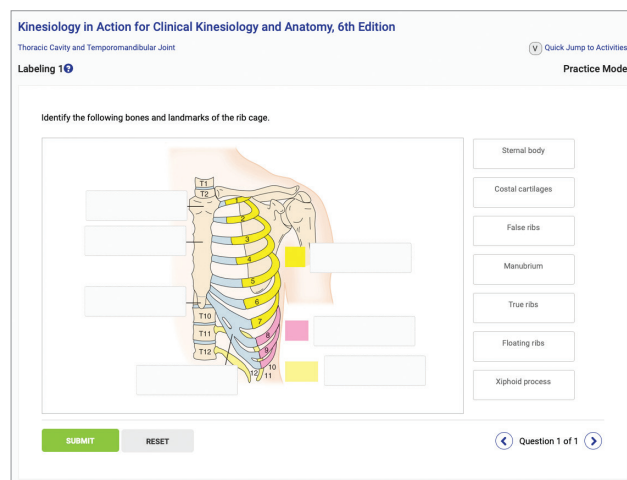 Kinesiology in Action for Clinical Kinesiology and Anatomy, 6th Edition
Thoracic Cavity and Temporomandibular Joint
V Quick Jump to Activities
Labeling 1?
Practice Mode
Identify the following bones and landmarks of the rib cage.
T1
T2
1
2
3
4
5
6
7
T10
T11
8
9
T12
10
12
11
Sternal body
Costal cartilages
False ribs
Manubrium
True ribs
Floating ribs
Xiphoid process
SUBMIT
RESET
Question 1 of 1